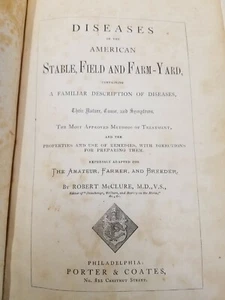 DISEASES
OF THE
AMERICAN
STABLE, FIELD AND FARM-YARD,
COMPRISING
A FAMILIAR DESCRIPTION OF DISEASES,
Their Nature, Cause, and Symptoms.
THE MOST APPROVED METHODS OF TREATMENT,
AND THE
PROPERTIES AND USE OF REMEDIES, WITH DIRECTIONS
FOR PREPARING THEM.
EXPRESSLY ADAPTED FOR
THE AMATEUR, FARMER, AND BREEDER,
BY ROBERT McCLURE, M.D., V.S.,
PHILADELPHIA.
PORTER & COATES,
No. 822 CHESTNUT STREET.